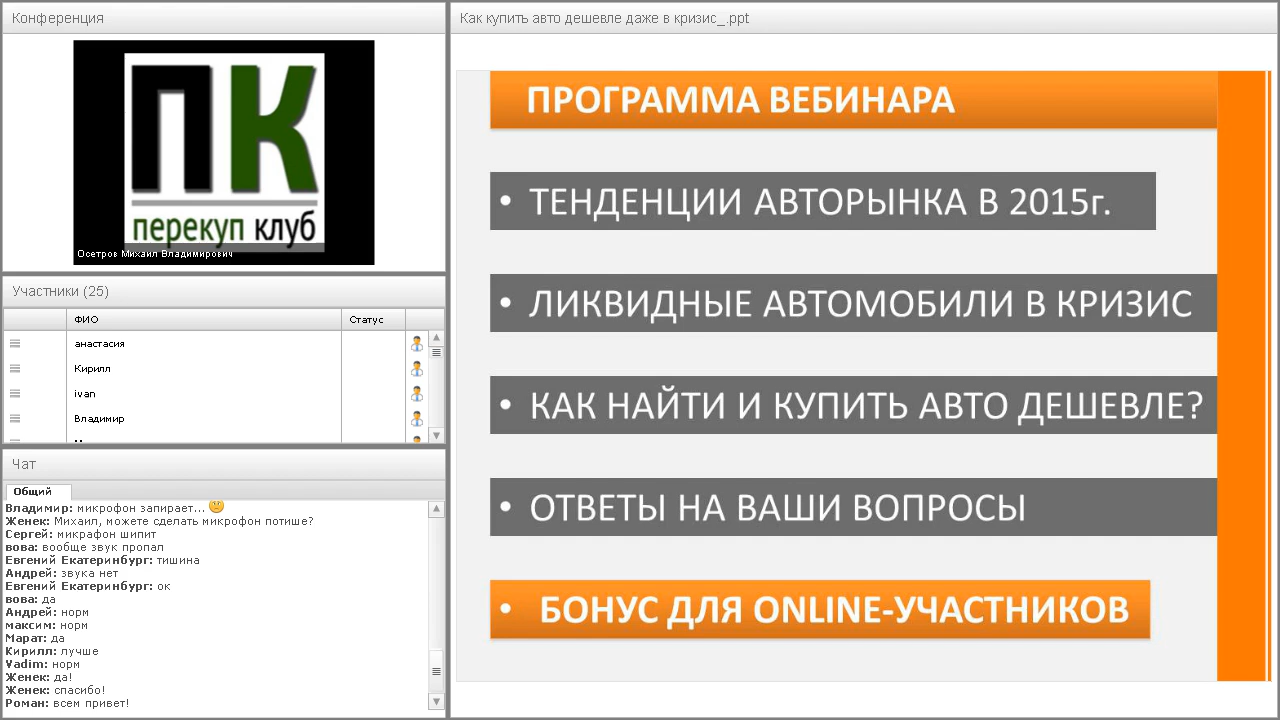 Конференция
ПК
перекуп клуб
Осетров Михаил Владимирович
Участники (25)
ФИО Статус
анастасия
Кирилл
ivan
Владимир
Чат
Общий
Владимир: микрофон запирает...
Женек: Михаил, можете сделать микрофон потише?
Сергей: микрафон шипит
вова: вообще звук пропал
Евгений Екатеринбург: тишина
Андрей: звука нет
Евгений Екатеринбург: ок
вова: да
Андрей: норм
максим: норм
Марат: да
Кирилл: лучше
Vadim: норм
Женек: да!
Женек: спасибо!
Роман: всем привет!
Как купить авто дешевле даже в кризис_.ppt
ПРОГРАММА ВЕБИНАРА
• ТЕНДЕНЦИИ АВТОРЫНКА В 2015г.
• ЛИКВИДНЫЕ АВТОМОБИЛИ В КРИЗИС
• КАК НАЙТИ И КУПИТЬ АВТО ДЕШЕВЛЕ?
• ОТВЕТЫ НА ВАШИ ВОПРОСЫ
• БОНУС ДЛЯ ONLINE-УЧАСТНИКОВ